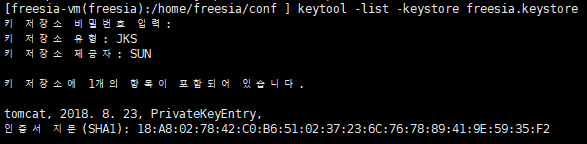 [freesia-vm(freesia):/home/freesia/conf ] keytool -list -keystore freesia.keystore
키 저장소 비밀번호 입력:
키 저장소 유형: JKS
키 저장소 제공자: SUN
키 저장소에 1개의 항목이 포함되어 있습니다.
tomcat, 2018. 8. 23, PrivateKeyEntry,
인증서 지문(SHA1): 18:A8:02:78:42:C0:B6:51:02:37:23:6C:76:78:89:41:9E:59:35:F2